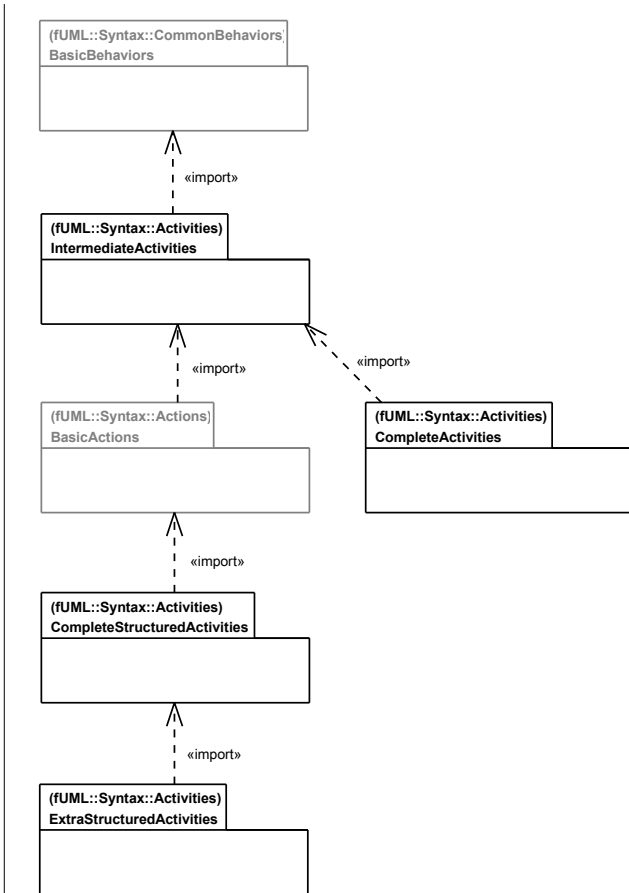 (fUML::Syntax::CommonBehaviors)
BasicBehaviors
«import»
(fUML::Syntax::Activities)
IntermediateActivities
«import»
«import»
(fUML::Syntax::Actions)
BasicActions
(fUML::Syntax::Activities)
CompleteActivities
«import»
(fUML::Syntax::Activities)
CompleteStructuredActivities
«import»
(fUML::Syntax::Activities)
ExtraStructuredActivities